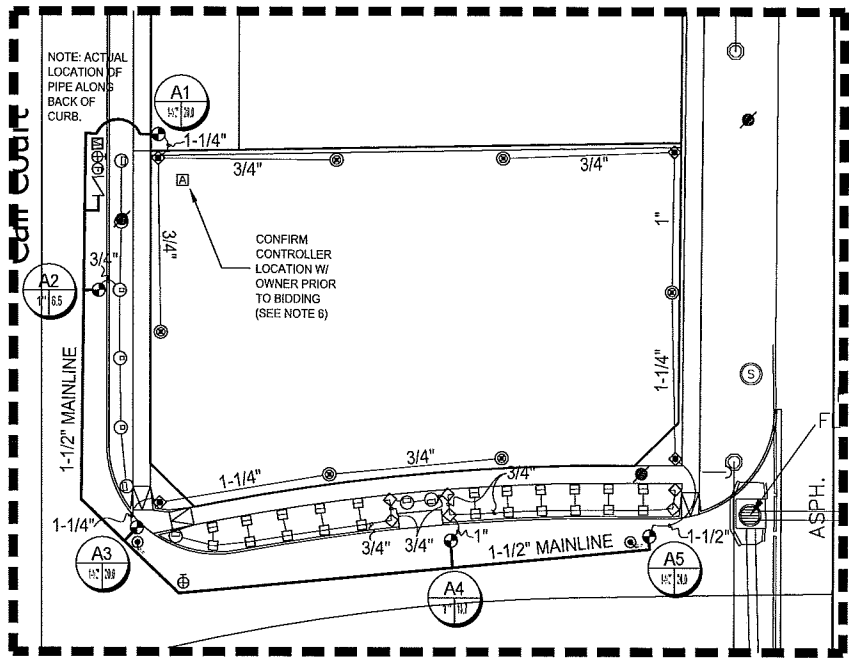 NOTE: ACTUAL
LOCATION OF
PIPE ALONG
BACK OF
CURB.
A1
1-1/4"
3/4"
3/4"
A
3/4"
1"
CONFIRM
CONTROLLER
LOCATION W/
OWNER PRIOR
TO BIDDING
(SEE NOTE 6)
3/4"
A2
1" 6.5
1-1/2" MAINLINE
1-1/4"
S
3/4"
1-1/4"
3/4"
1-1/4"
3/4"
3/4"
1"
1-1/2" MAINLINE
1-1/2"
A3
A4
A5
ASPH.